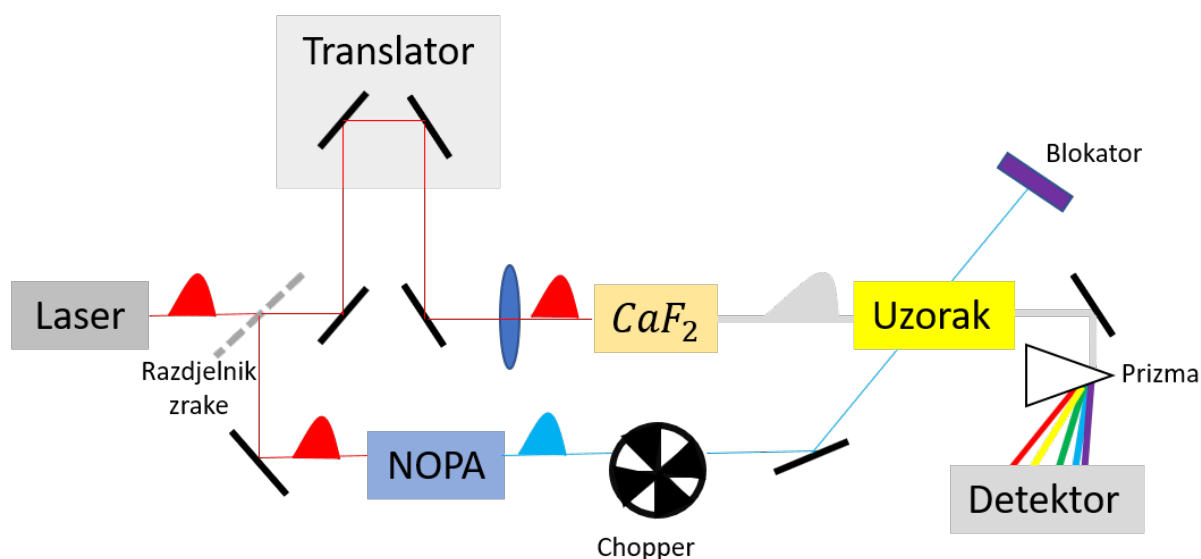 Translator
Blokator
Laser
CaF₂
Uzorak
Razdjelnik
zrake
Prizma
NOPA
Detektor
Chopper